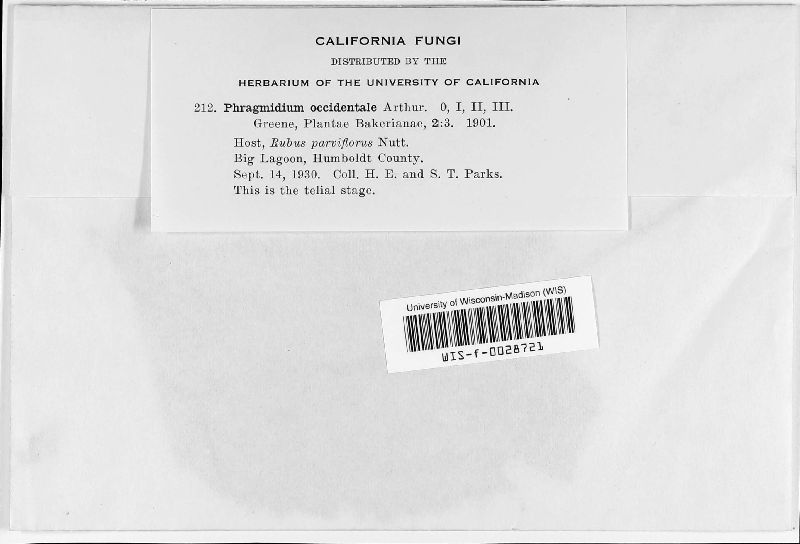 CALIFORNIA FUNGI
DISTRIBUTED BY THE
HERBARIUM OF THE UNIVERSITY OF CALIFORNIA
212. Phragmidium occidentale Arthur. 0, I, II, III.
Greene, Plantae Bakerianae, 2:3. 1901.
Host, Rubus parviflorus Nutt.
Big Lagoon, Humboldt County.
Sept. 14, 1930. Coll. H. E. and S. T. Parks.
This is the telial stage.
University of Wisconsin-Madison (WIS)
WIS-f-0028721